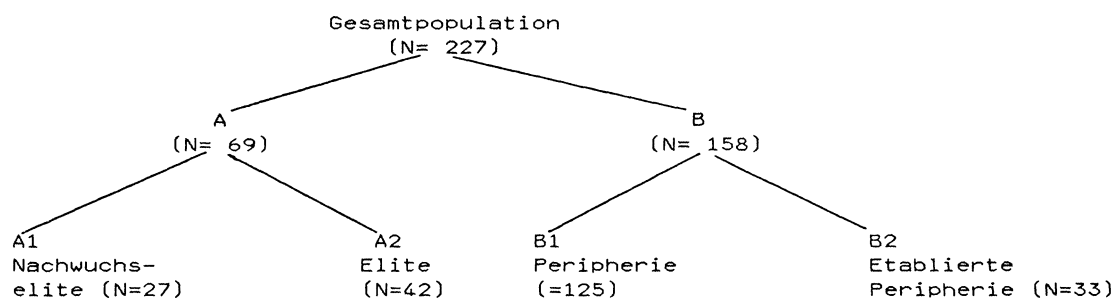 Gesamtpopulation
(N= 227)
A
(N= 69)
B
(N= 158)
A1
Nachwuchs-
elite (N=27)
A2
Elite
(N=42)
B1
Peripherie
(=125)
B2
Etablierte
Peripherie (N=33)